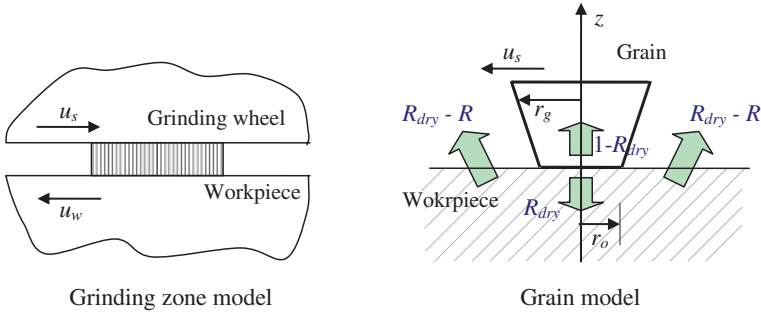 u_s
Grinding wheel
Workpiece
u_w
Grinding zone model
z
u_s
Grain
R_dry - R
r_g
R_dry - R
1-R_dry
Wokrpiece
R_dry
r_o
Grain model